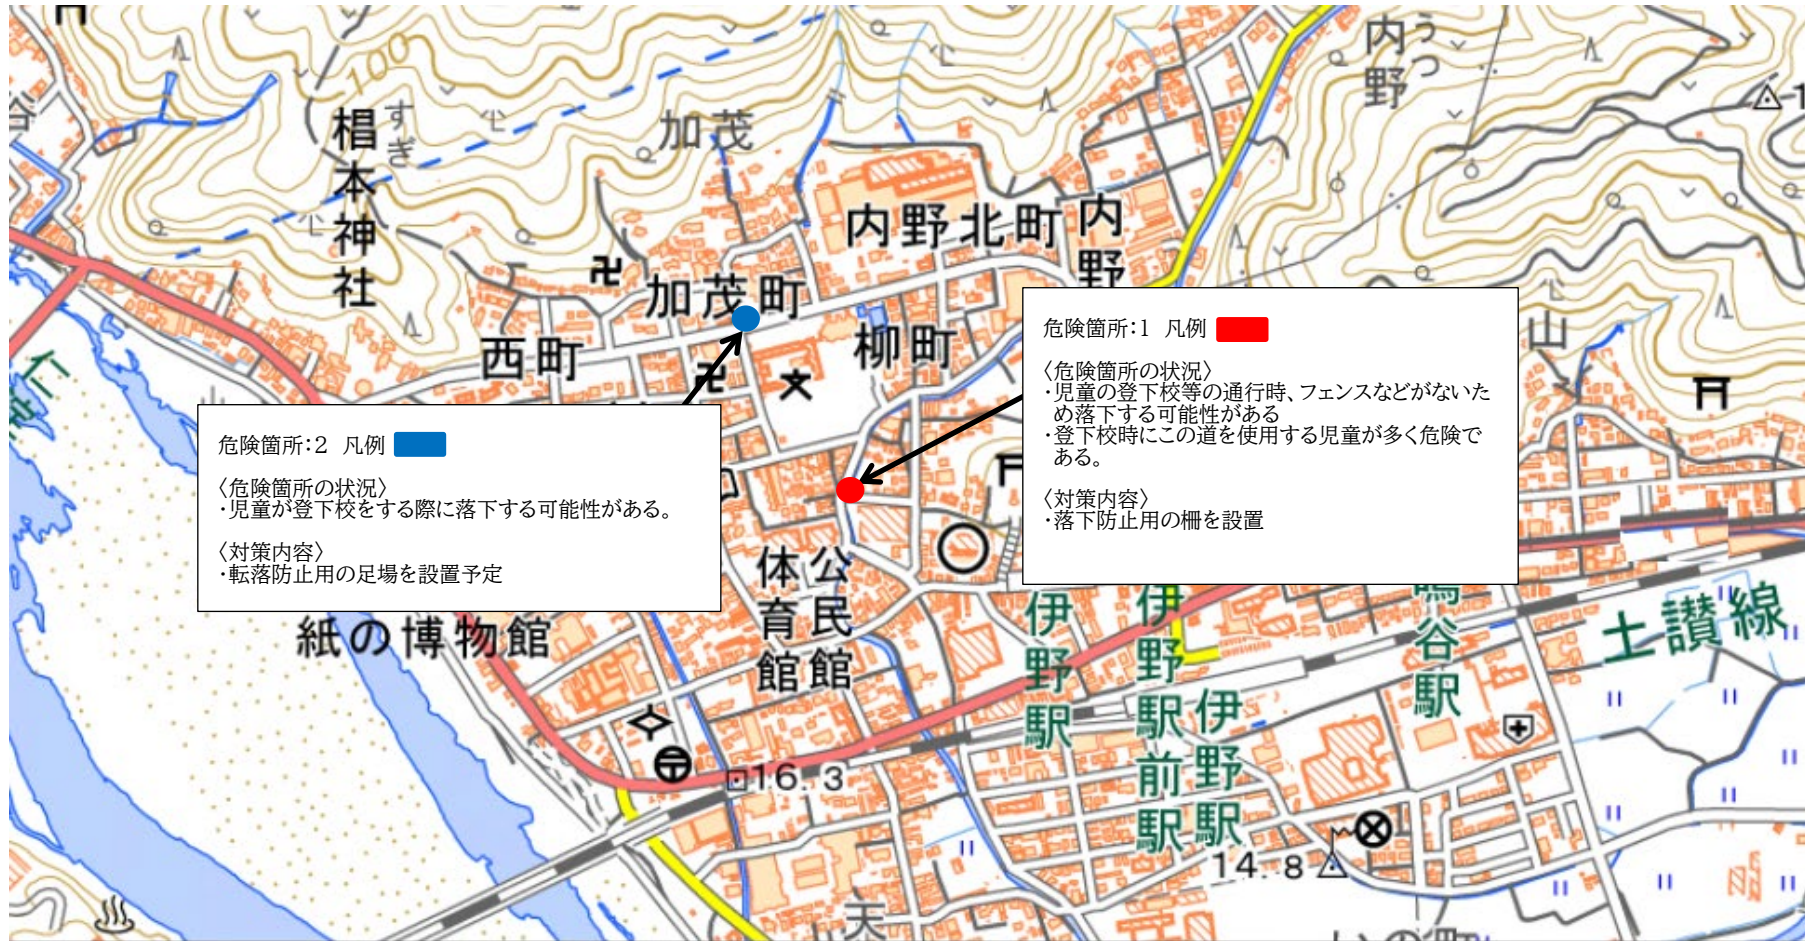 100
椙本神社
すぎ
加茂
内野
うつ
内野北町
内野
加茂町
西町
柳町
山
仁
危険箇所:1 凡例
〈危険箇所の状況〉
・児童の登下校等の通行時、フェンスなどがないた
め落下する可能性がある
・登下校時にこの道を使用する児童が多く危険で
ある。
〈対策内容〉
・落下防止用の柵を設置
危険箇所:2 凡例
〈危険箇所の状況〉
・児童が登下校をする際に落下する可能性がある。
〈対策内容〉
・転落防止用の足場を設置予定
紙の博物館
公民館
体育館
伊野駅
伊野駅前駅
伊野駅
鳴谷駅
土讃線
16.3
14.8
天